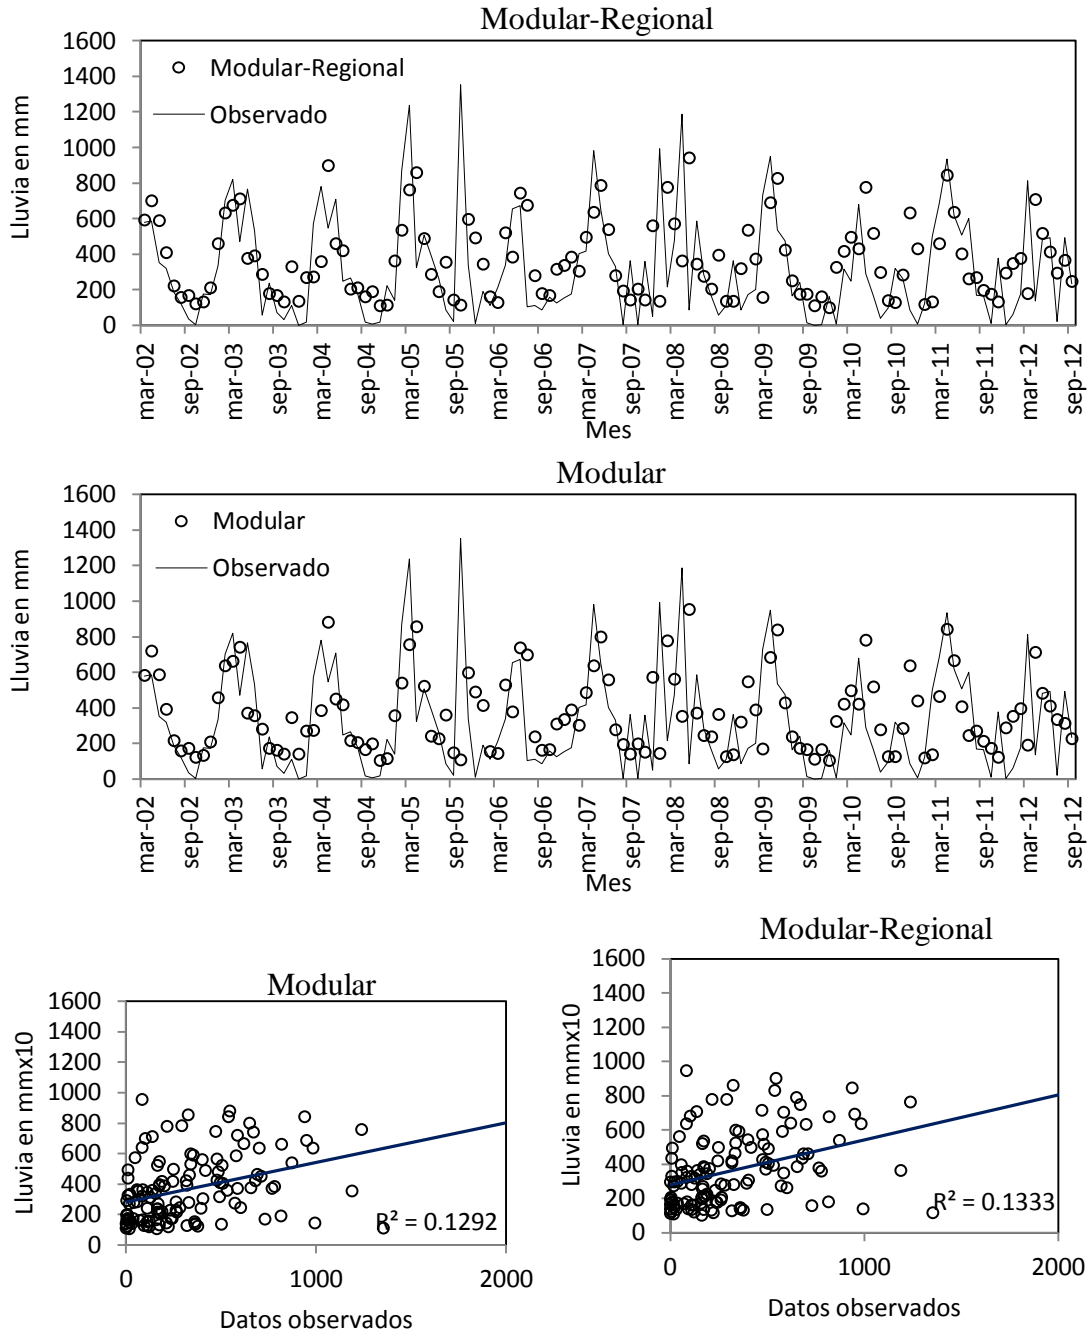 Modular-Regional
1600
1400
1200
1000
800
600
400
200
0
Lluvia en mm
Modular-Regional
Observado
mar-02
sep-02
mar-03
sep-03
mar-04
sep-04
mar-05
sep-05
mar-06
sep-06
mar-07
sep-07
mar-08
sep-08
mar-09
sep-09
mar-10
sep-10
mar-11
sep-11
mar-12
sep-12
Mes
Modular
1600
1400
1200
1000
800
600
400
200
0
Lluvia en mm
Modular
Observado
mar-02
sep-02
mar-03
sep-03
mar-04
sep-04
mar-05
sep-05
mar-06
sep-06
mar-07
sep-07
mar-08
sep-08
mar-09
sep-09
mar-10
sep-10
mar-11
sep-11
mar-12
sep-12
Mes
Modular
1600
1400
1200
1000
800
600
400
200
0
Lluvia en mmx10
R² = 0.1292
0
1000
2000
Datos observados
Modular-Regional
1600
1400
1200
1000
800
600
400
200
0
Lluvia en mmx10
R² = 0.1333
0
1000
2000
Datos observados